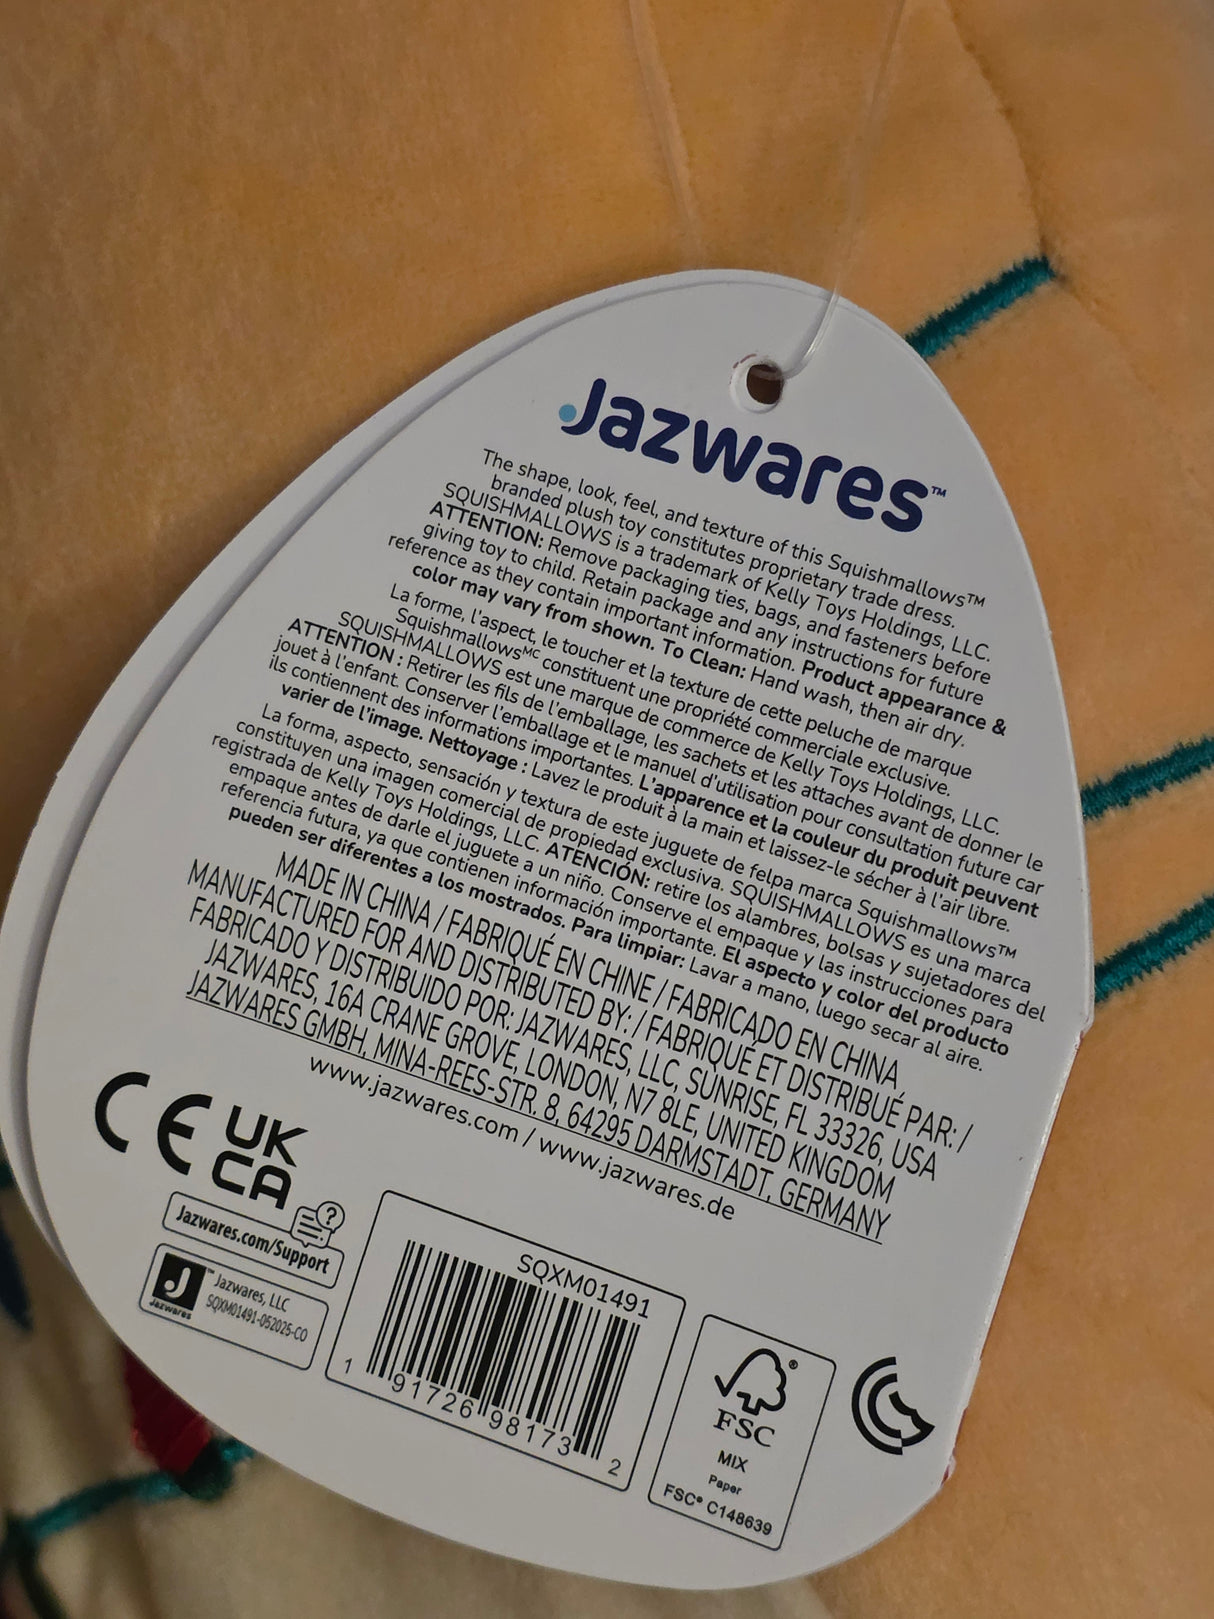 Jazwares™
The shape, look, feel, and texture of this Squishmallows™
branded plush toy constitutes proprietary trade dress.
SQUISHMALLOWS is a trademark of Kelly Toys Holdings, LLC.
ATTENTION: Remove packaging ties, bags, and fasteners before
giving toy to child. Retain package and any instructions for future
reference as they contain important information. Product appearance &
color may vary from shown. To Clean: Hand wash, then air dry.
La forme, l'aspect, le toucher et la texture de cette peluche de marque
Squishmallowsᴹᶜ constituent une propriété commerciale exclusive.
SQUISHMALLOWS est une marque de commerce de Kelly Toys Holdings, LLC.
ATTENTION : Retirer les fils de l'emballage, les sachets et les attaches avant de donner le
jouet à l'enfant. Conserver l'emballage et le manuel d'utilisation pour consultation future car
ils contiennent des informations importantes. L'apparence et la couleur du produit peuvent
varier de l'image. Nettoyage : Lavez le produit à la main et laissez-le sécher à l'air libre.
La forma, aspecto, sensación y textura de este juguete de felpa marca Squishmallows™
constituyen una imagen comercial de propiedad exclusiva. SQUISHMALLOWS es una marca
registrada de Kelly Toys Holdings, LLC. ATENCIÓN: retire los alambres, bolsas y sujetadores del
empaque antes de darle el juguete a un niño. Conserve el empaque y las instrucciones para
referencia futura, ya que contienen información importante. El aspecto y color del producto
pueden ser diferentes a los mostrados. Para limpiar: Lavar a mano, luego secar al aire.
MADE IN CHINA / FABRIQUÉ EN CHINE / FABRICADO EN CHINA
MANUFACTURED FOR AND DISTRIBUTED BY: / FABRIQUÉ ET DISTRIBUÉ PAR: /
FABRICADO Y DISTRIBUIDO POR: JAZWARES, LLC, SUNRISE, FL 33326, USA
JAZWARES, 16A CRANE GROVE, LONDON, N7 8LE, UNITED KINGDOM
JAZWARES GMBH, MINA-REES-STR. 8, 64295 DARMSTADT, GERMANY
www.jazwares.com / www.jazwares.de
CE
UK
CA
Jazwares.com/Support
?
J™
Jazwares
Jazwares, LLC
SQXM01491-052025-CO
SQXM01491
1 91726 98173 2
®
FSC
MIX
Paper
FSC® C148639